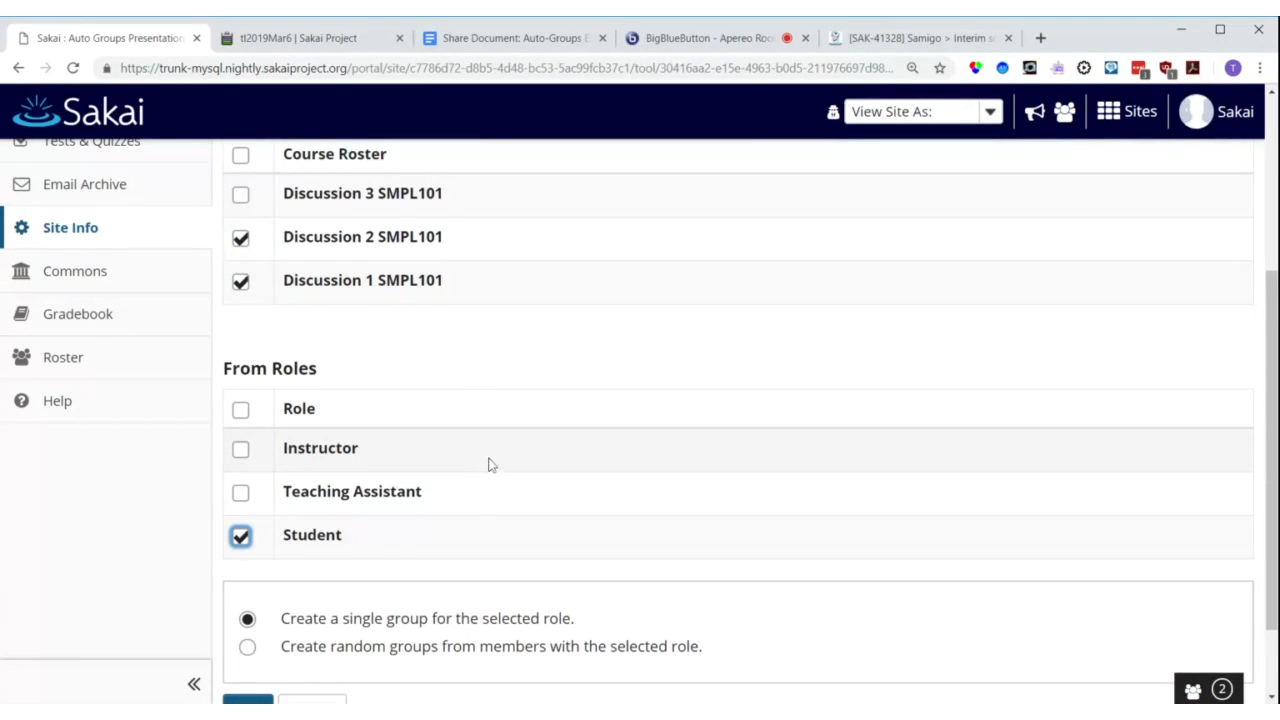 Sakai : Auto Groups Presentation
tl2019Mar6 | Sakai Project
Share Document: Auto-Groups E
BigBlueButton - Apereo Roo
[SAK-41328] Samigo > Interim s
https://trunk-mysql.nightly.sakaiproject.org/portal/site/c7786d72-d8b5-4d48-bc53-5ac99fcb37c1/tool/30416aa2-e15e-4963-b0d5-211976697d98...
T
Sakai
View Site As:
Sites
Sakai
Tests & Quizzes
Email Archive
Site Info
Commons
Gradebook
Roster
Help
Course Roster
Discussion 3 SMPL101
Discussion 2 SMPL101
Discussion 1 SMPL101
From Roles
Role
Instructor
Teaching Assistant
Student
Create a single group for the selected role.
Create random groups from members with the selected role.
2